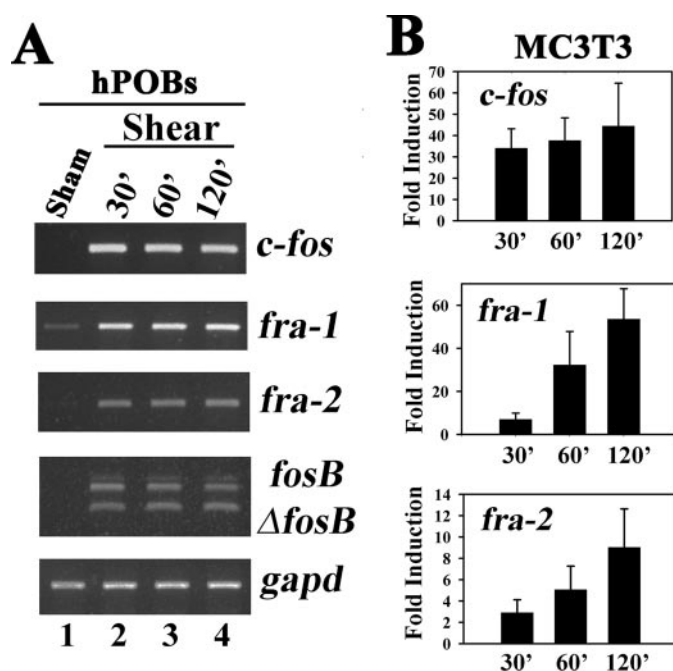 A
hPOBs
Shear
Sham 30' 60' 120'
c-fos
fra-1
fra-2
fosB
ΔfosB
gapd
1 2 3 4
B
MC3T3
c-fos
Fold Induction
70
60
50
40
30
20
10
0
30' 60' 120'
fra-1
Fold Induction
60
40
20
0
30' 60' 120'
fra-2
Fold Induction
14
12
10
8
6
4
2
0
30' 60' 120'